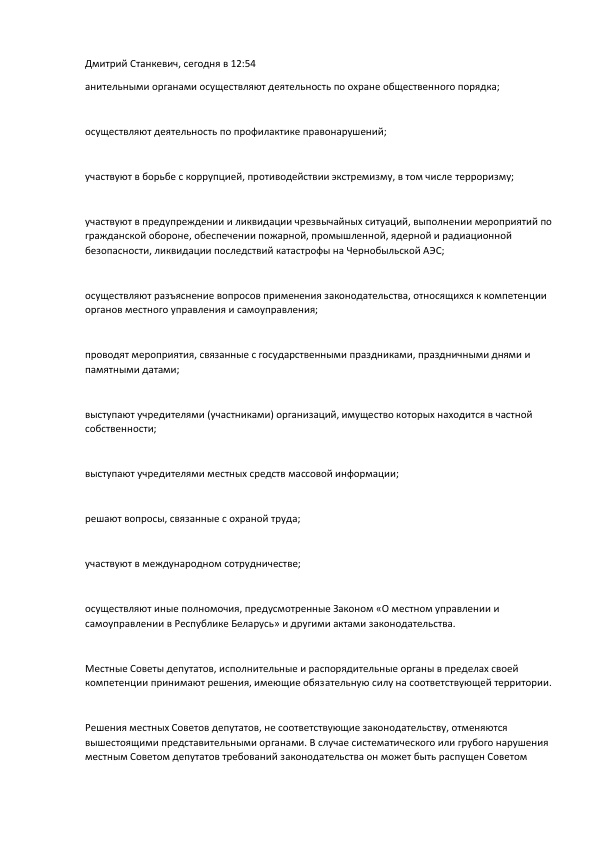 Дмитрий Станкевич, сегодня в 12:54
анительными органами осуществляют деятельность по охране общественного порядка;
осуществляют деятельность по профилактике правонарушений;
участвуют в борьбе с коррупцией, противодействии экстремизму, в том числе терроризму;
участвуют в предупреждении и ликвидации чрезвычайных ситуаций, выполнении мероприятий по
гражданской обороне, обеспечении пожарной, промышленной, ядерной и радиационной
безопасности, ликвидации последствий катастрофы на Чернобыльской АЭС;
осуществляют разъяснение вопросов применения законодательства, относящихся к компетенции
органов местного управления и самоуправления;
проводят мероприятия, связанные с государственными праздниками, праздничными днями и
памятными датами;
выступают учредителями (участниками) организаций, имущество которых находится в частной
собственности;
выступают учредителями местных средств массовой информации;
решают вопросы, связанные с охраной труда;
участвуют в международном сотрудничестве;
осуществляют иные полномочия, предусмотренные Законом «О местном управлении и
самоуправлении в Республике Беларусь» и другими актами законодательства.
Местные Советы депутатов, исполнительные и распорядительные органы в пределах своей
компетенции принимают решения, имеющие обязательную силу на соответствующей территории.
Решения местных Советов депутатов, не соответствующие законодательству, отменяются
вышестоящими представительными органами. В случае систематического или грубого нарушения
местным Советом депутатов требований законодательства он может быть распущен Советом